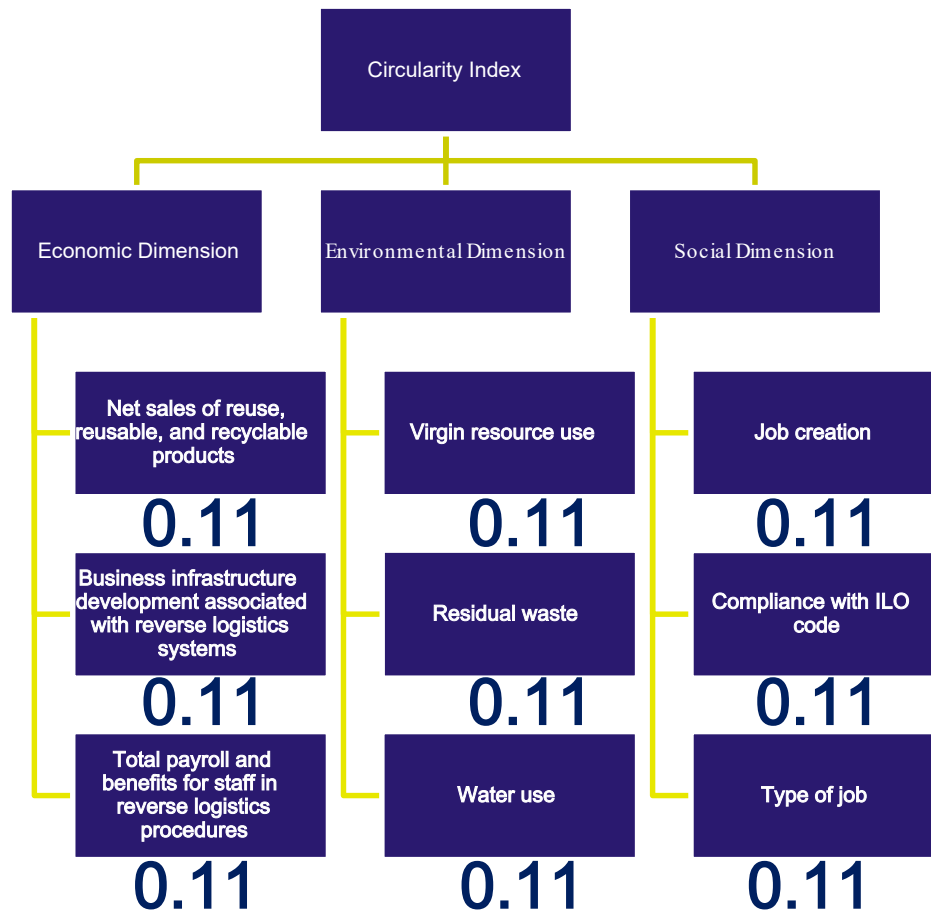 Circularity Index
Economic Dimension
Environmental Dimension
Social Dimension
Net sales of reuse,
reusable, and recyclable
products
0.11
Virgin resource use
0.11
Job creation
0.11
Business infrastructure
development associated
with reverse logistics
systems
0.11
Residual waste
0.11
Compliance with ILO
code
0.11
Total payroll and
benefits for staff in
reverse logistics
procedures
0.11
Water use
0.11
Type of job
0.11